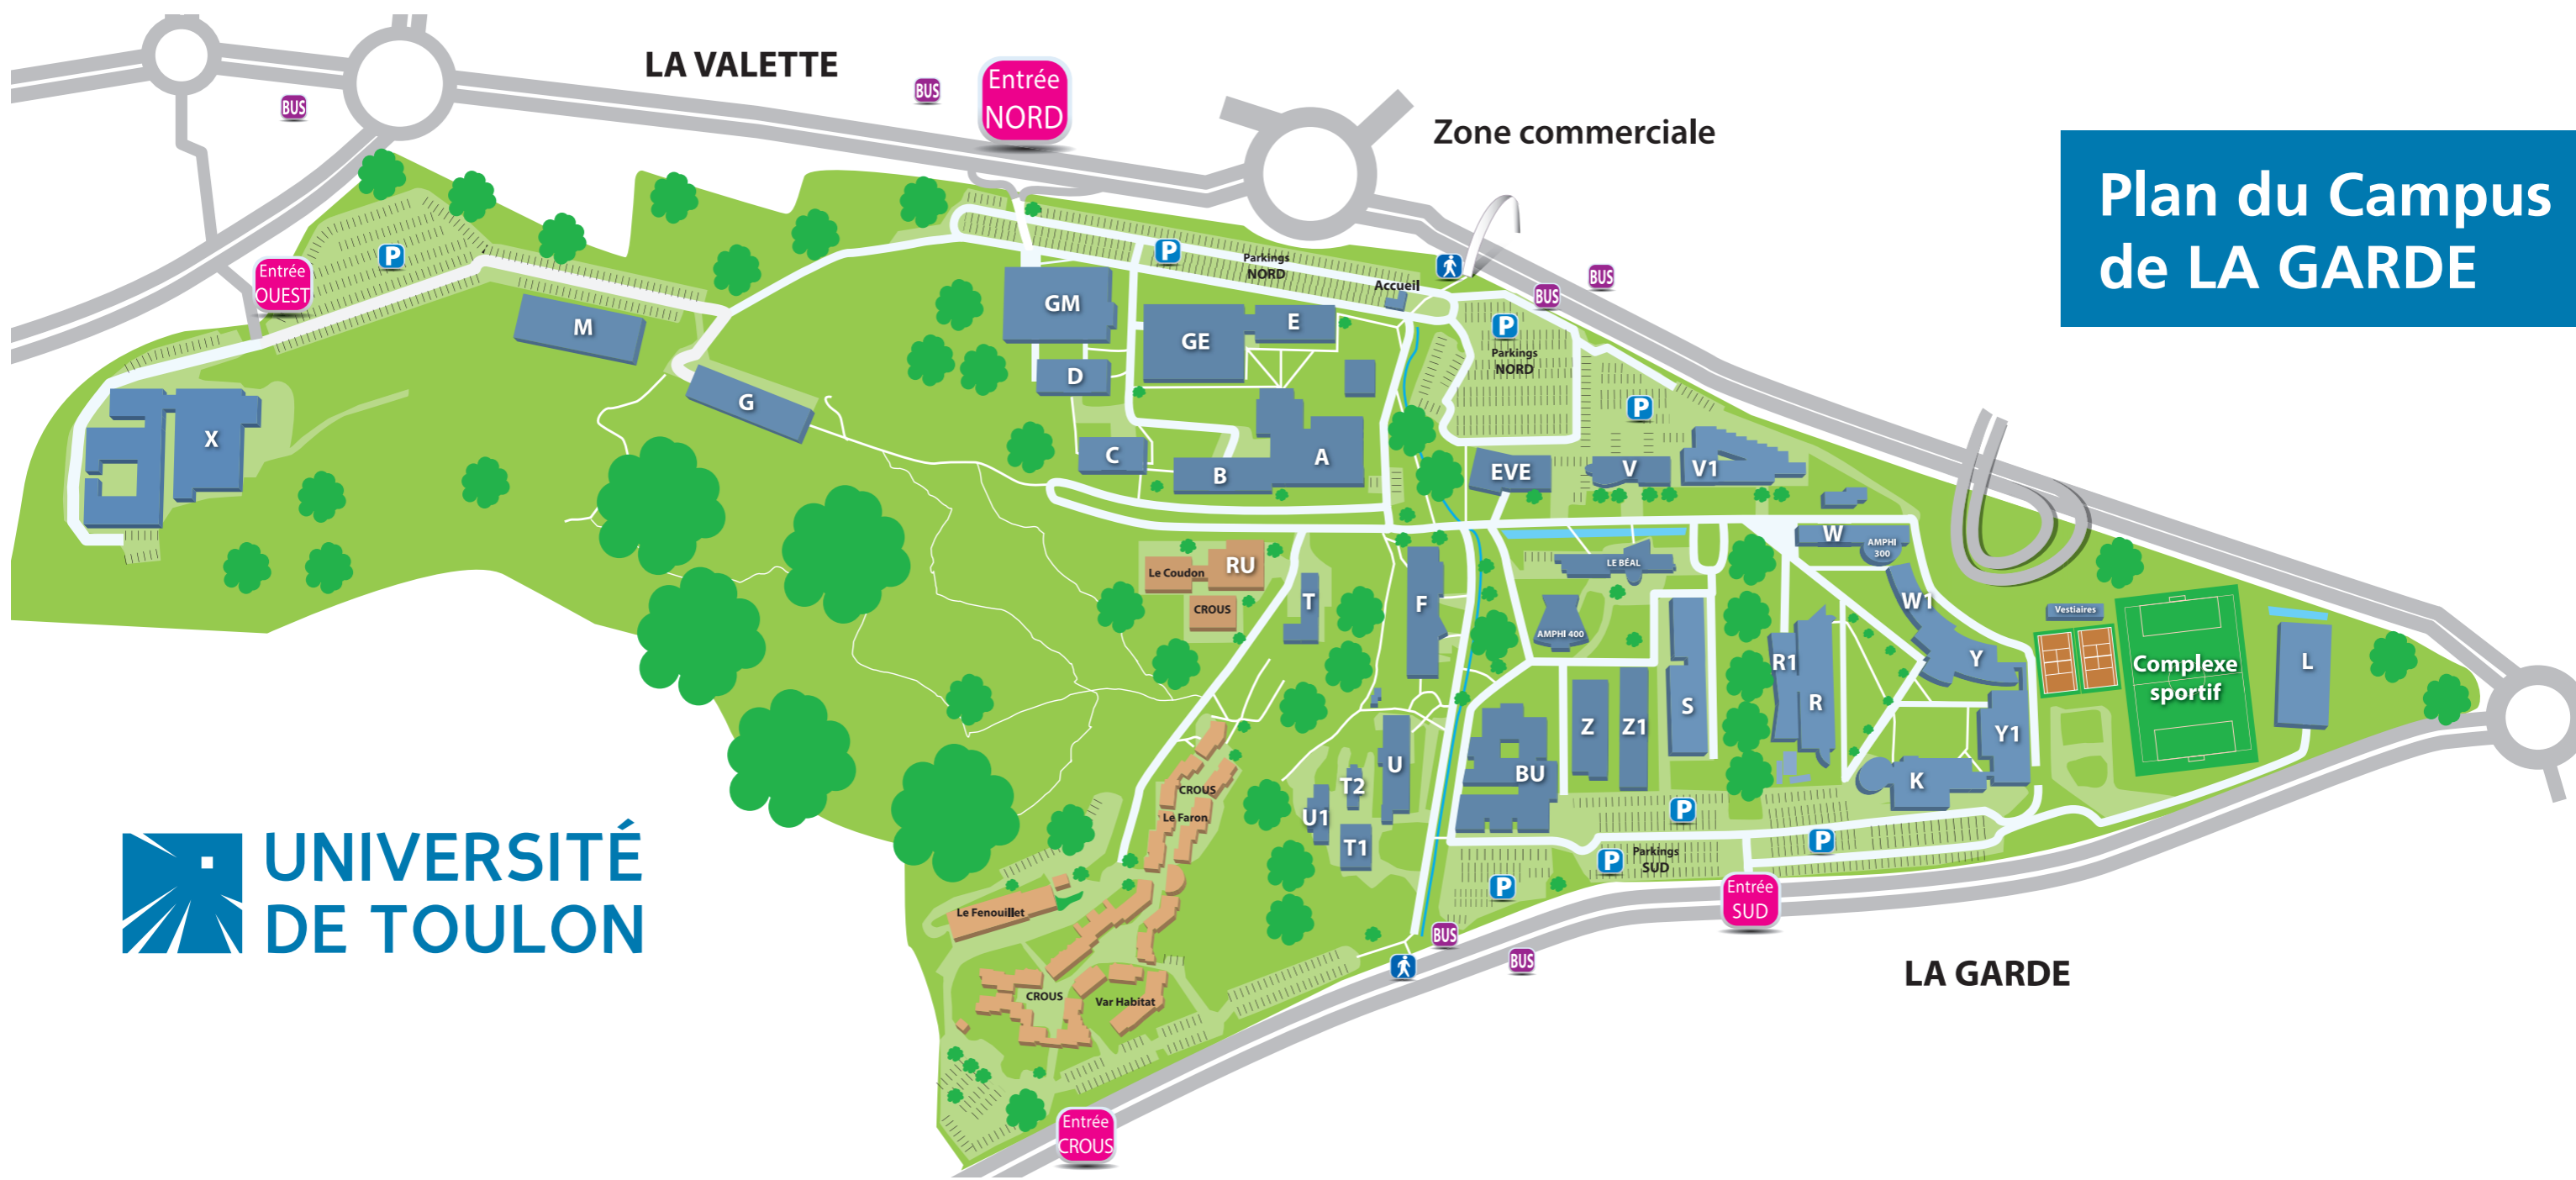 LA VALETTE
BUS
BUS
Entrée
NORD
Zone commerciale
Plan du Campus
de LA GARDE
P
P
Parkings
NORD
Accueil
BUS
BUS
Entrée
OUEST
M
GM
GE
E
P
Parkings
NORD
D
G
P
X
C
B
A
EVE
V
V1
W
AMPHI
300
Le Coudon
RU
CROUS
T
F
LE BÉAL
AMPHI 400
W1
Vestiaires
R1
Y
Complexe
sportif
L
S
R
Z
Z1
Y1
U
BU
K
CROUS
Le Faron
T2
U1
T1
P
P
P
Parkings
SUD
P
Entrée
SUD
UNIVERSITÉ
DE TOULON
Le Fenouillet
BUS
BUS
LA GARDE
CROUS
Var Habitat
Entrée
CROUS